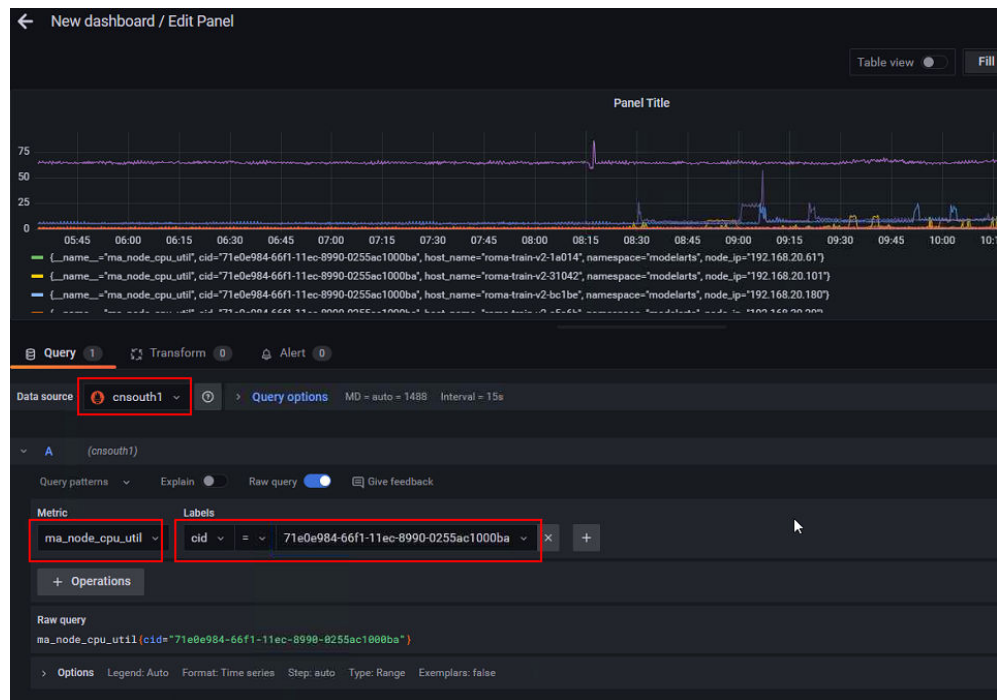 New dashboard / Edit Panel
Table view Fill
Panel Title
75
50
25
0
05:45 06:00 06:15 06:30 06:45 07:00 07:15 07:30 07:45 08:00 08:15 08:30 08:45 09:00 09:15 09:30 09:45 10:00 10:1
{__name__="ma_node_cpu_util", cid="71e0e984-66f1-11ec-8990-0255ac1000ba", host_name="roma-train-v2-1a014", namespace="modelarts", node_ip="192.168.20.61"}
{__name__="ma_node_cpu_util", cid="71e0e984-66f1-11ec-8990-0255ac1000ba", host_name="roma-train-v2-31042", namespace="modelarts", node_ip="192.168.20.101"}
{__name__="ma_node_cpu_util", cid="71e0e984-66f1-11ec-8990-0255ac1000ba", host_name="roma-train-v2-bc1be", namespace="modelarts", node_ip="192.168.20.180"}
Query 1 Transform 0 Alert 0
Data source cnsouth1 Query options MD = auto = 1488 Interval = 15s
A (cnsouth1)
Query patterns Explain Raw query Give feedback
Metric Labels
ma_node_cpu_util cid = 71e0e984-66f1-11ec-8990-0255ac1000ba × +
+ Operations
Raw query
ma_node_cpu_util{cid="71e0e984-66f1-11ec-8990-0255ac1000ba"}
Options Legend: Auto Format: Time series Step: auto Type: Range Exemplars: false